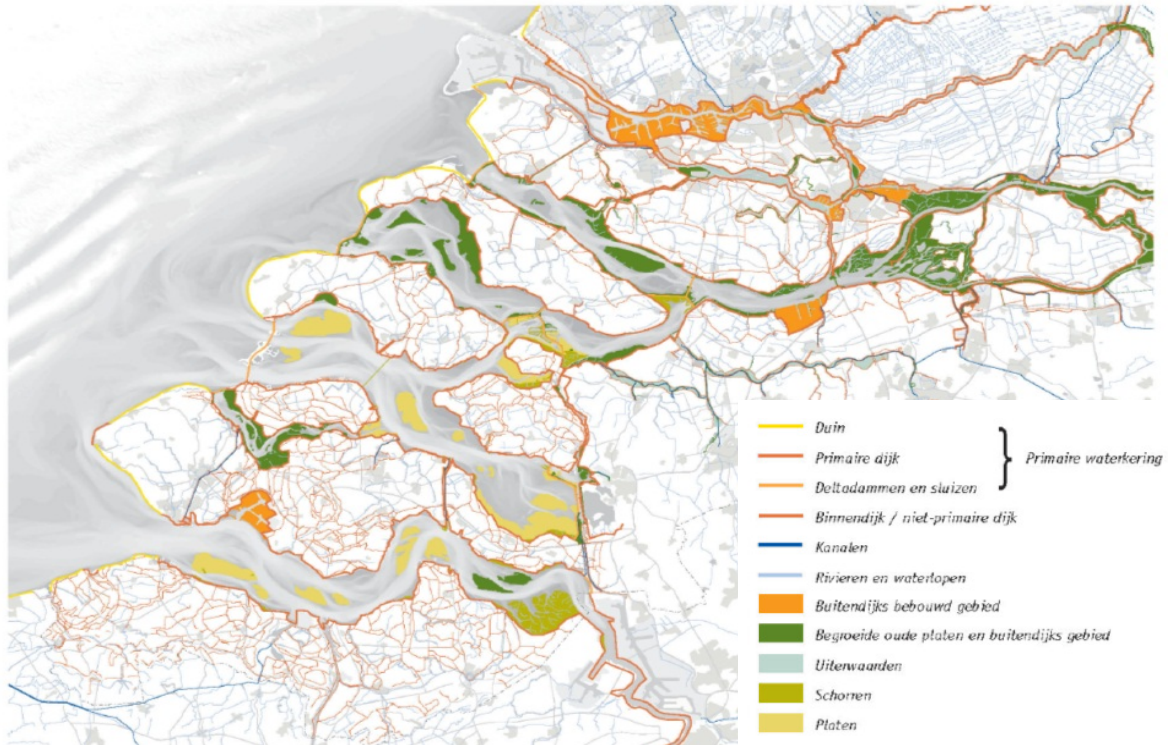 Duin
Primaire dijk
Primaire waterkering
Deltadammen en sluizen
Binnendijk / niet-primaire dijk
Kanalen
Rivieren en waterlopen
Buitendijks bebouwd gebied
Begroeide oude platen en buitendijks gebied
Uiterwaarden
Schorren
Platen